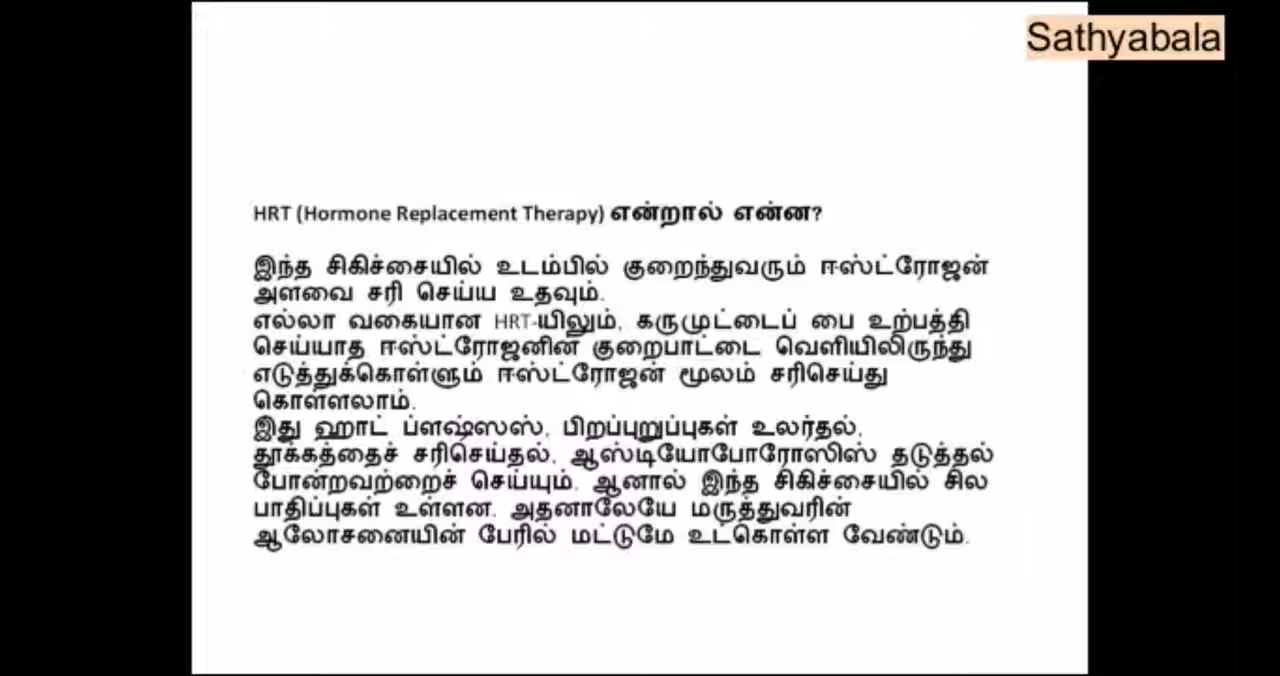 Sathyabala
HRT (Hormone Replacement Therapy) என்றால் என்ன?
இந்த சிகிச்சையில் உடம்பில் குறைந்துவரும் ஈஸ்ட்ரோஜன்
அளவை சரி செய்ய உதவும்.
எல்லா வகையான HRT-யிலும், கருமுட்டைப் பை உற்பத்தி
செய்யாத ஈஸ்ட்ரோஜனின் குறைபாட்டை வெளியிலிருந்து
எடுத்துக்கொள்ளும் ஈஸ்ட்ரோஜன் மூலம் சரிசெய்து
கொள்ளலாம்.
இது ஹாட் ப்ளஷ்ஸஸ், பிறப்புறுப்புகள் உலர்தல்,
தூக்கத்தைச் சரிசெய்தல், ஆஸ்டியோபோரோஸிஸ் தடுத்தல்
போன்றவற்றைச் செய்யும். ஆனால் இந்த சிகிச்சையில் சில
பாதிப்புகள் உள்ளன. அதனாலேயே மருத்துவரின்
ஆலோசனையின் பேரில் மட்டுமே உட்கொள்ள வேண்டும்.